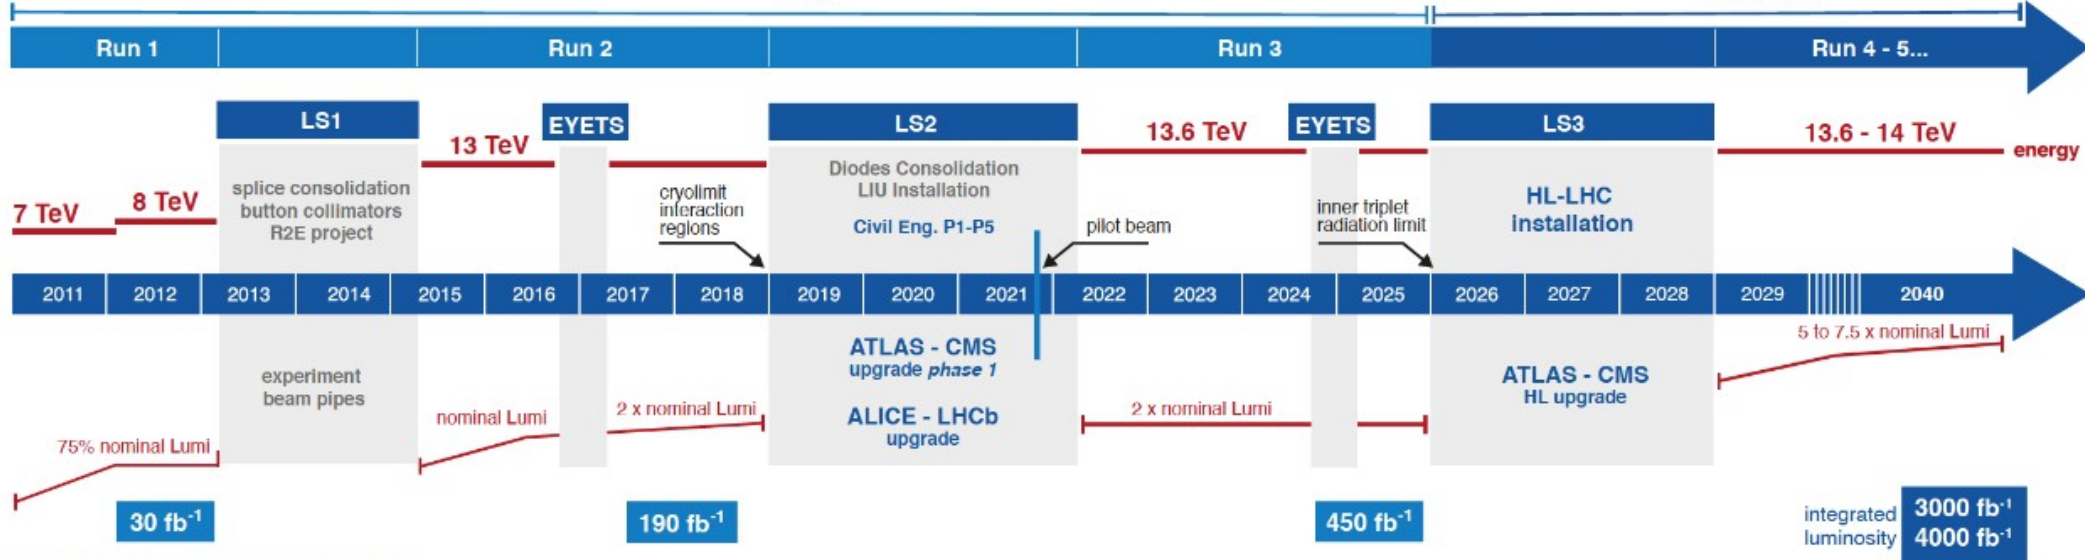 Run 1
Run 2
Run 3
Run 4 - 5...
LS1
EYETS
LS2
EYETS
LS3
13 TeV
13.6 TeV
13.6 - 14 TeV
energy
7 TeV
8 TeV
splice consolidation
button collimators
R2E project
cryolimit
interaction
regions
Diodes Consolidation
LIU Installation
Civil Eng. P1-P5
pilot beam
inner triplet
radiation limit
HL-LHC
installation
2011 2012 2013 2014 2015 2016 2017 2018 2019 2020 2021 2022 2023 2024 2025 2026 2027 2028 2029 2040
5 to 7.5 x nominal Lumi
experiment
beam pipes
ATLAS - CMS
upgrade phase 1
ALICE - LHCb
upgrade
ATLAS - CMS
HL upgrade
75% nominal Lumi
nominal Lumi
2 x nominal Lumi
2 x nominal Lumi
30 fb-1
190 fb-1
450 fb-1
integrated
luminosity
3000 fb-1
4000 fb-1